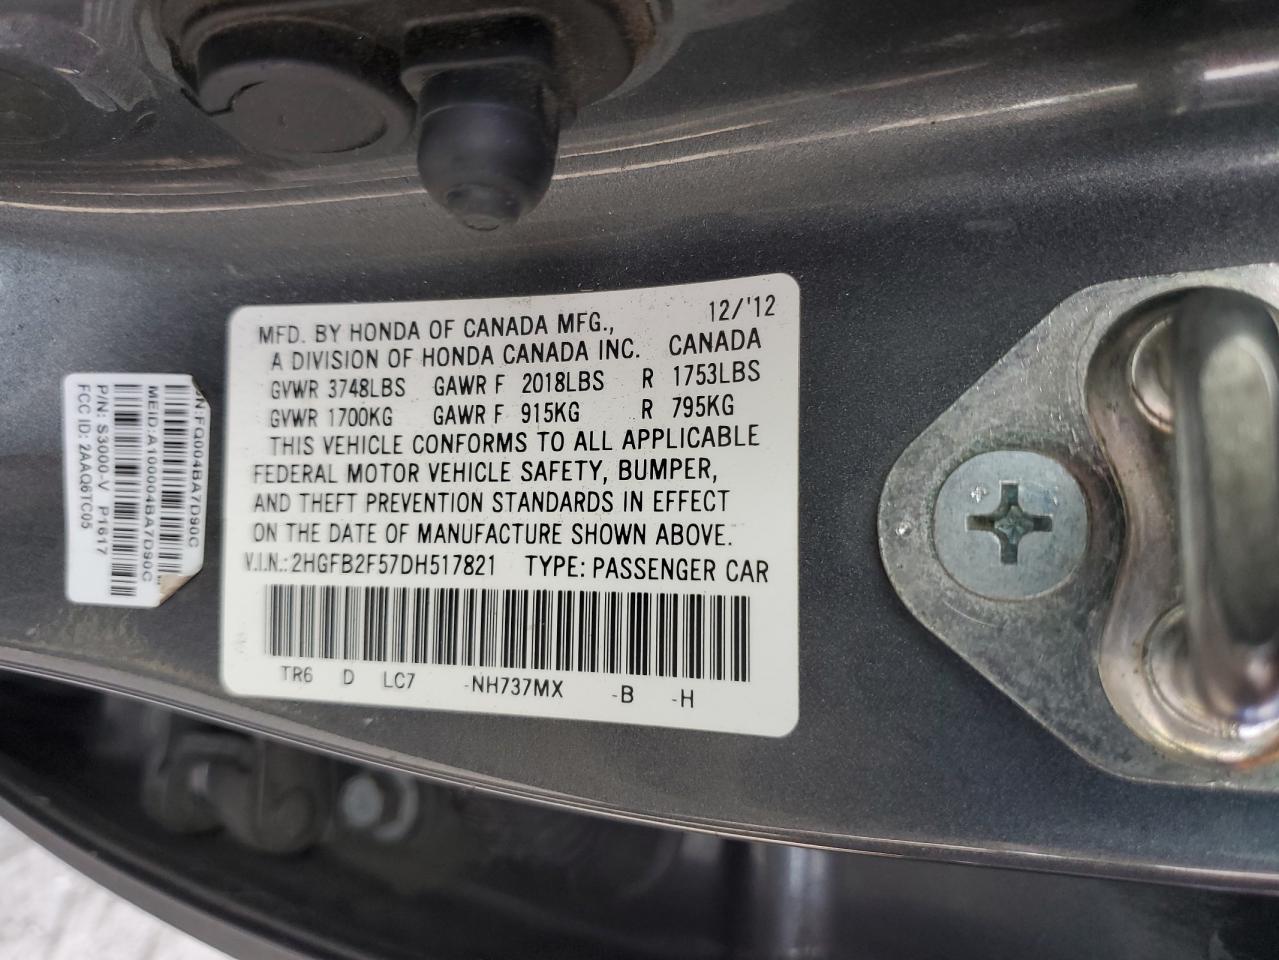 12/'12
MFD. BY HONDA OF CANADA MFG.,
A DIVISION OF HONDA CANADA INC. CANADA
GVWR 3748LBS GAWR F 2018LBS R 1753LBS
GVWR 1700KG GAWR F 915KG R 795KG
THIS VEHICLE CONFORMS TO ALL APPLICABLE
FEDERAL MOTOR VEHICLE SAFETY, BUMPER,
AND THEFT PREVENTION STANDARDS IN EFFECT
ON THE DATE OF MANUFACTURE SHOWN ABOVE.
V.I.N.: 2HGFB2F57DH517821 TYPE: PASSENGER CAR
TR6 D LC7 -NH737MX -B -H
N:FQ004BA7D90C
MEID:A100004BA7D90C
P/N: S3000-V P1617
FCC ID: 2AAQ6TC05